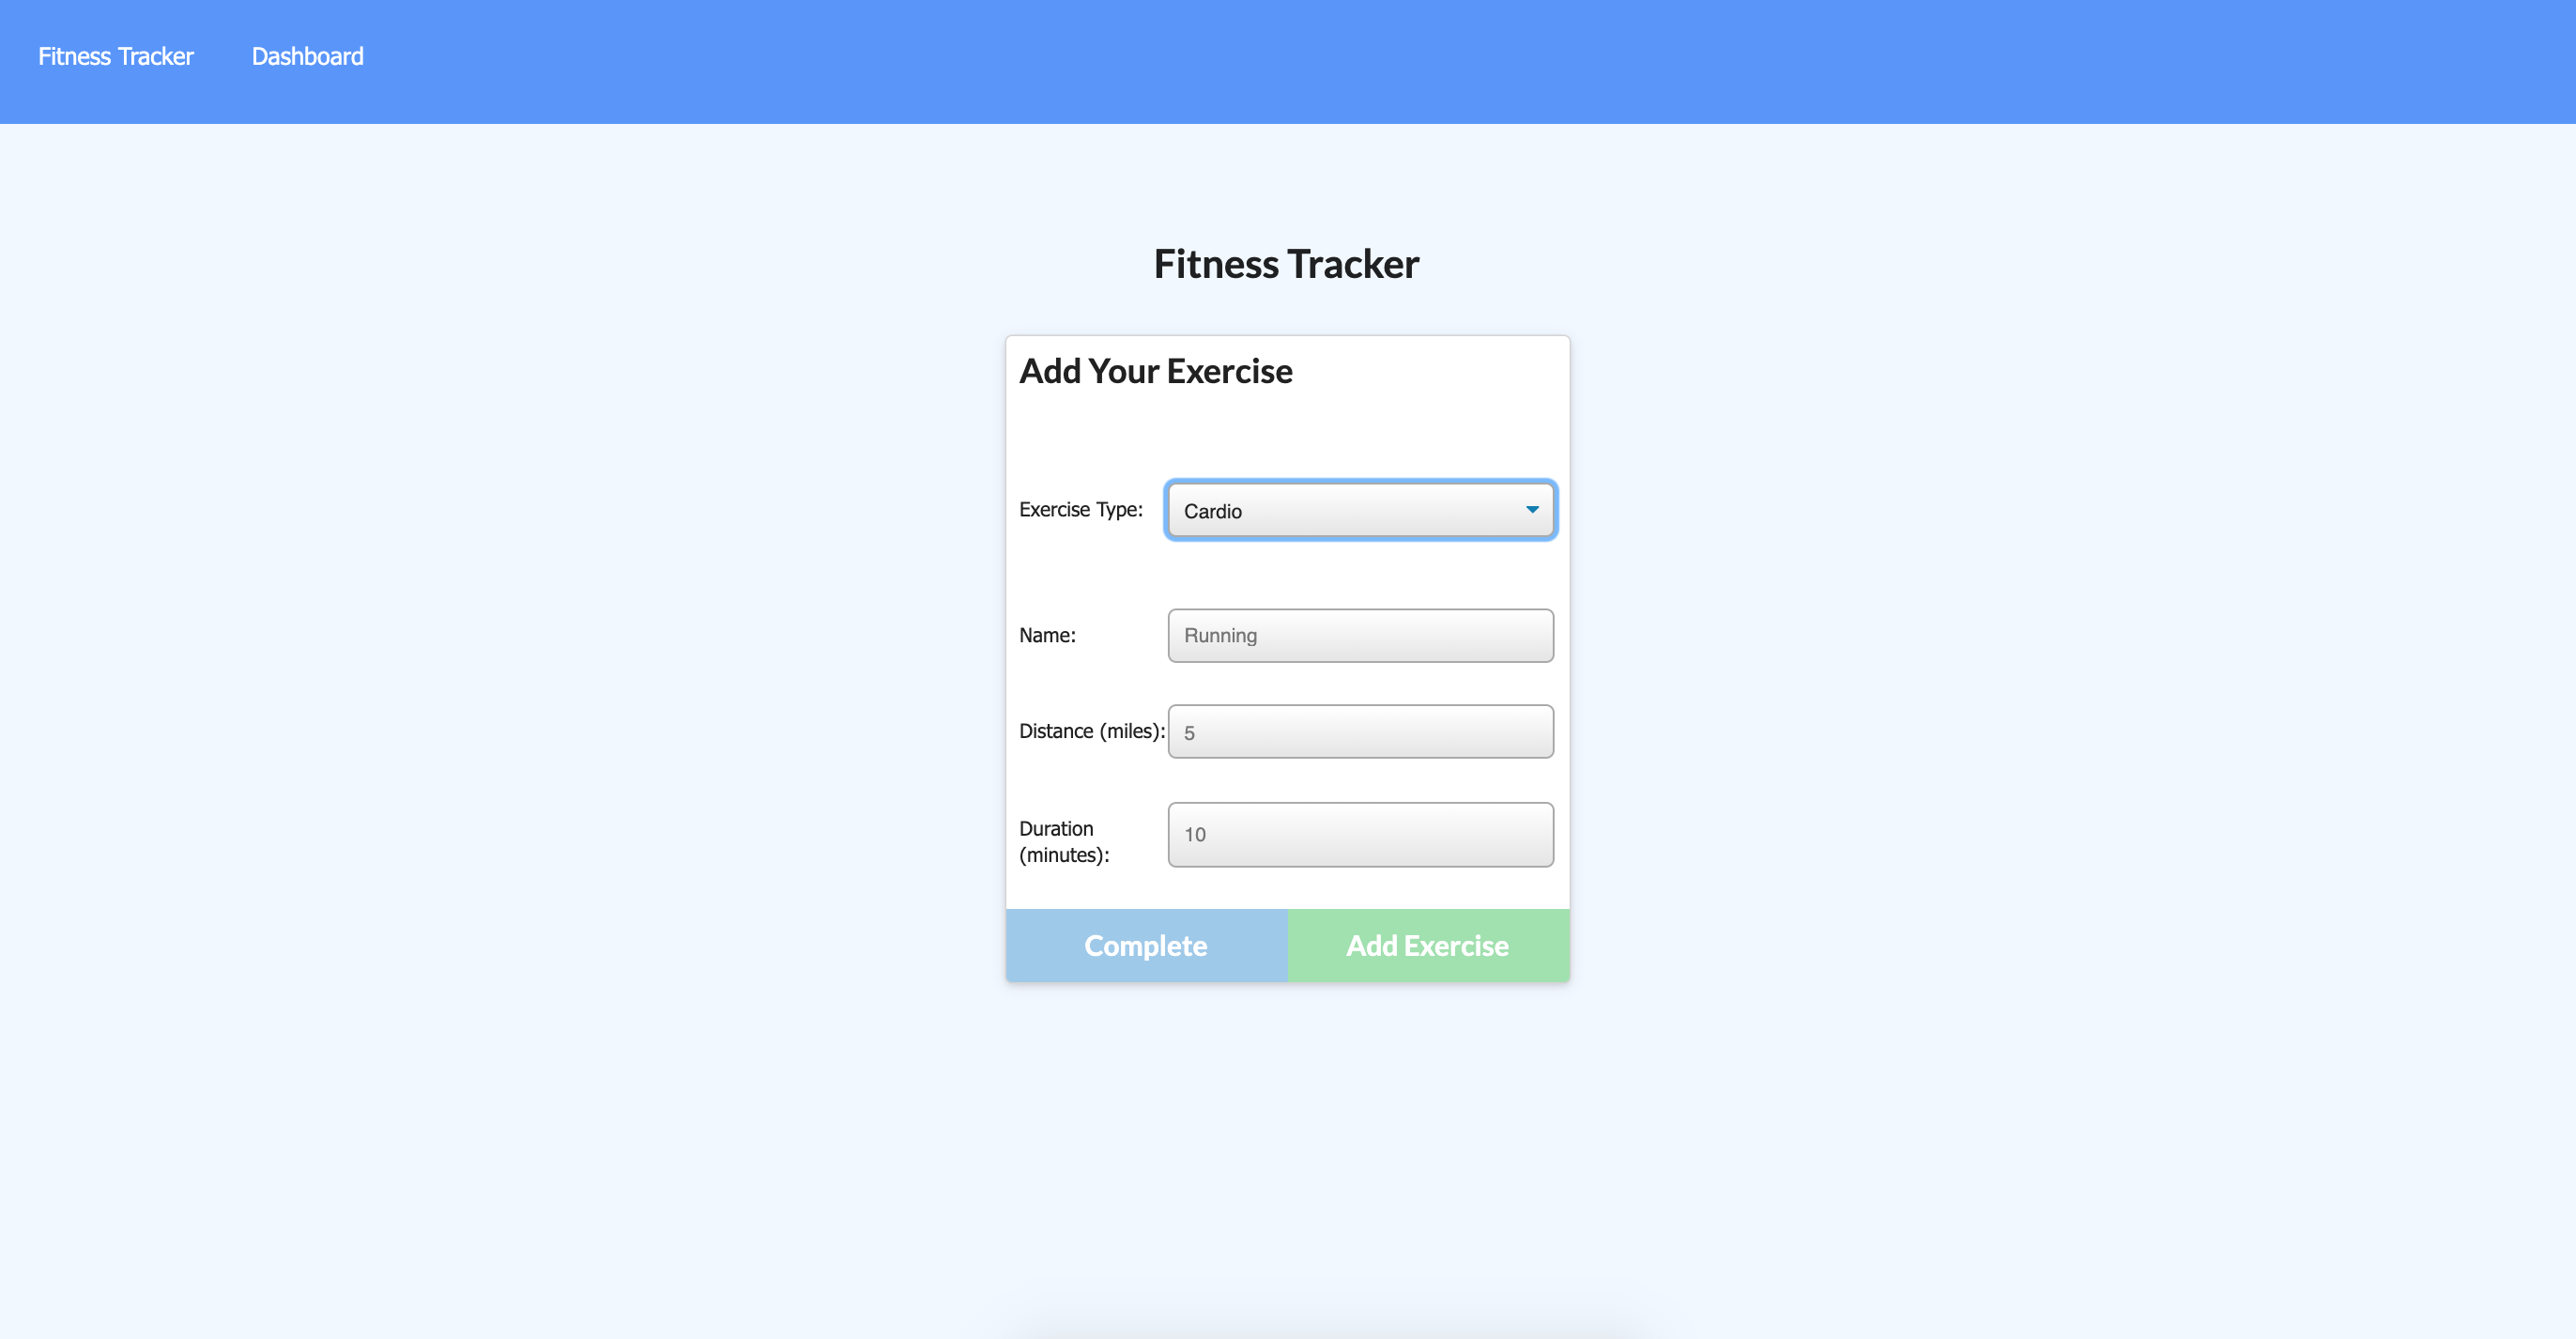 Fitness Tracker Dashboard
Fitness Tracker
Add Your Exercise
Exercise Type: Cardio
Name: Running
Distance (miles): 5
Duration
(minutes): 10
Complete Add Exercise